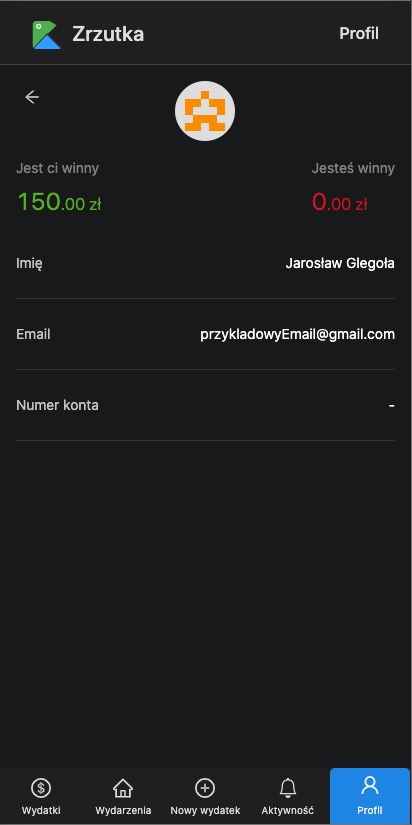 Zrzutka
Profil
Jest ci winny
Jesteś winny
150.00 zł
0.00 zł
Imię
Jarosław Glegoła
Email
przykladowyEmail@gmail.com
Numer konta
-
Wydatki
Wydarzenia
Nowy wydatek
Aktywność
Profil